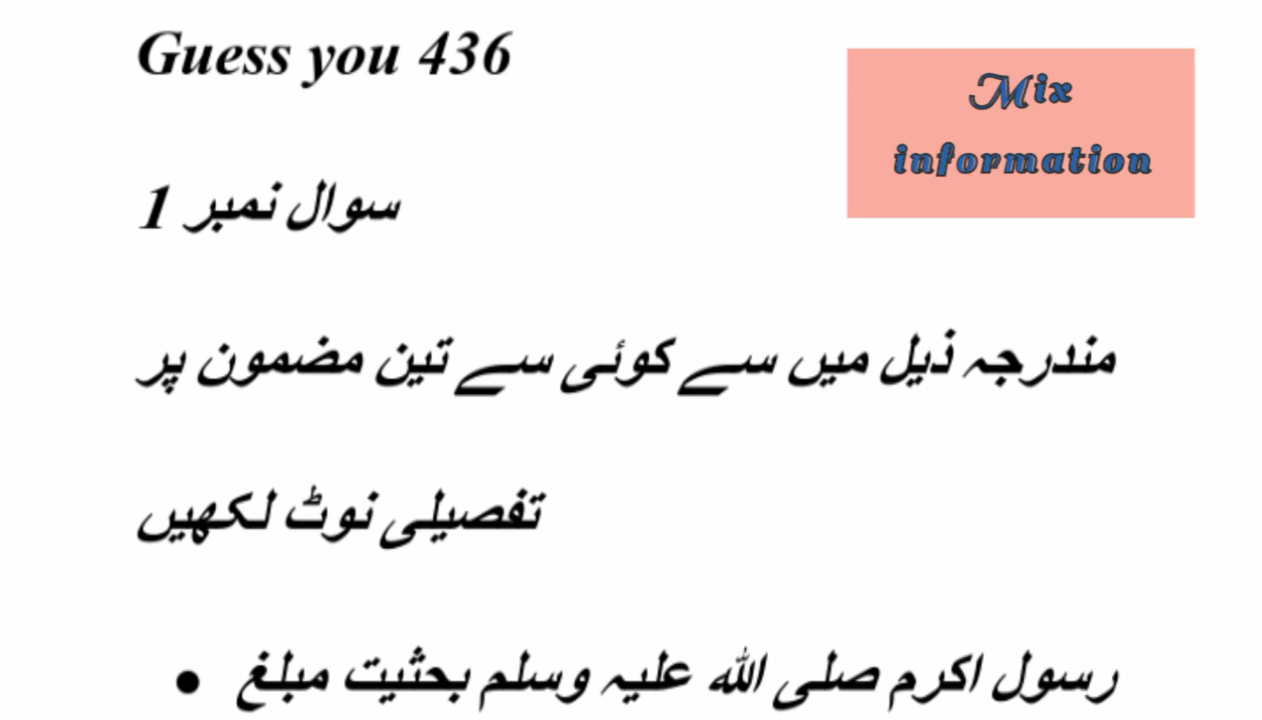 Guess you 436
Mix
information
سوال نمبر 1
مندرجہ ذیل میں سے کوئی سے تین مضمون پر
تفصیلی نوٹ لکھیں
• رسول اکرم صلی اللہ علیہ وسلم بحثیت مبلغ